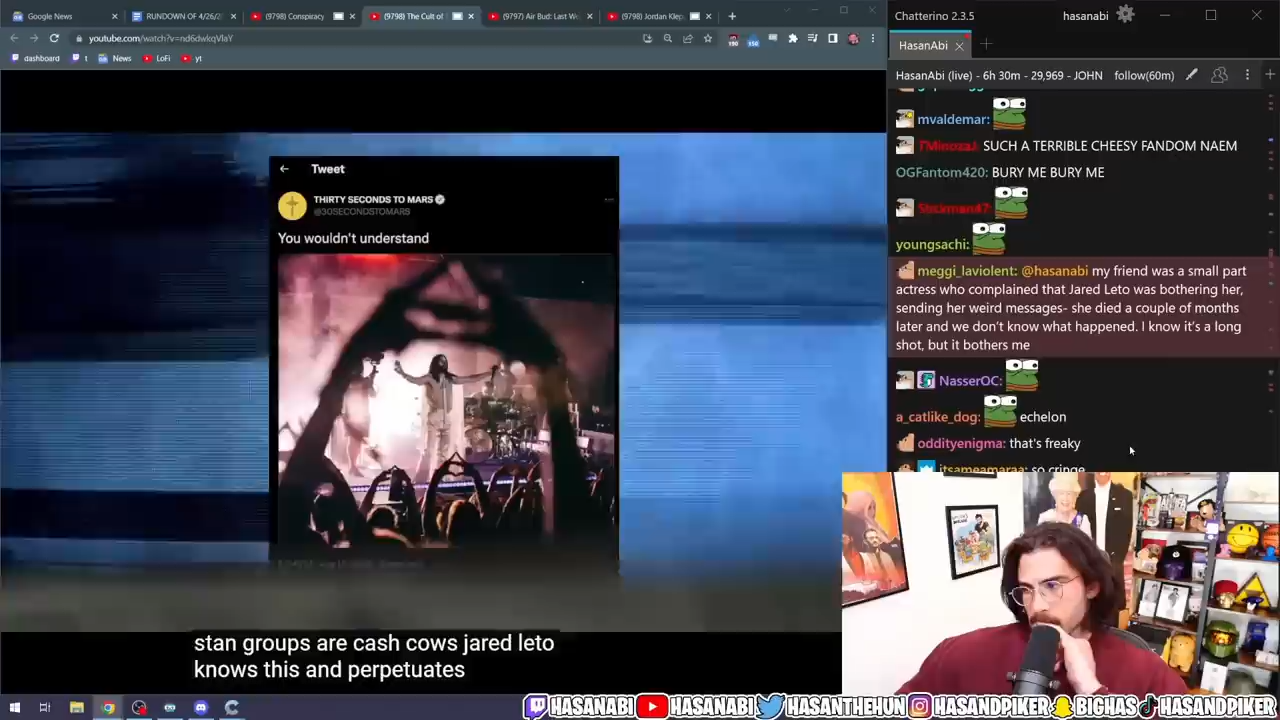 Google News
RUNDOWN OF 4/26/2
(9798) Conspiracy
(9798) The Cult of
(9797) Air Bud: Last Wo
(9798) Jordan Klep
youtube.com/watch?v=nd6dwkqVlaY
dashboard
t
News
LoFi
yt
Tweet
THIRTY SECONDS TO MARS
@30SECONDSTOMARS
You wouldn't understand
stan groups are cash cows jared leto
knows this and perpetuates
Chatterino 2.3.5
hasanabi
HasanAbi
HasanAbi (live) - 6h 30m - 29,969 - JOHN
follow(60m)
mvaldemar:
TMinozaJ: SUCH A TERRIBLE CHEESY FANDOM NAEM
OGFantom420: BURY ME BURY ME
youngsachi:
meggi_laviolent: @hasanabi my friend was a small part
actress who complained that Jared Leto was bothering her,
sending her weird messages- she died a couple of months
later and we don't know what happened. I know it's a long
shot, but it bothers me
NasserOC:
a_catlike_dog: echelon
oddityenigma: that's freaky
itsameamaraa: so cringe
HASANABI
HASANABI
HASANTHEHUN
HASANDPIKER
BIGHAS
HASANDPIKER